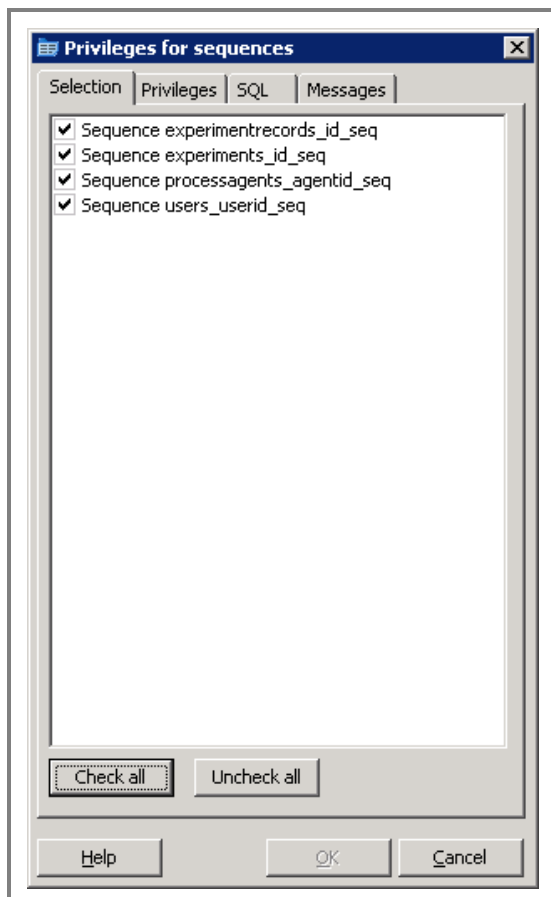 Privileges for sequences
Selection Privileges SQL Messages
Sequence experimentrecords_id_seq
Sequence experiments_id_seq
Sequence processagents_agentid_seq
Sequence users_userid_seq
Check all Uncheck all
Help OK Cancel